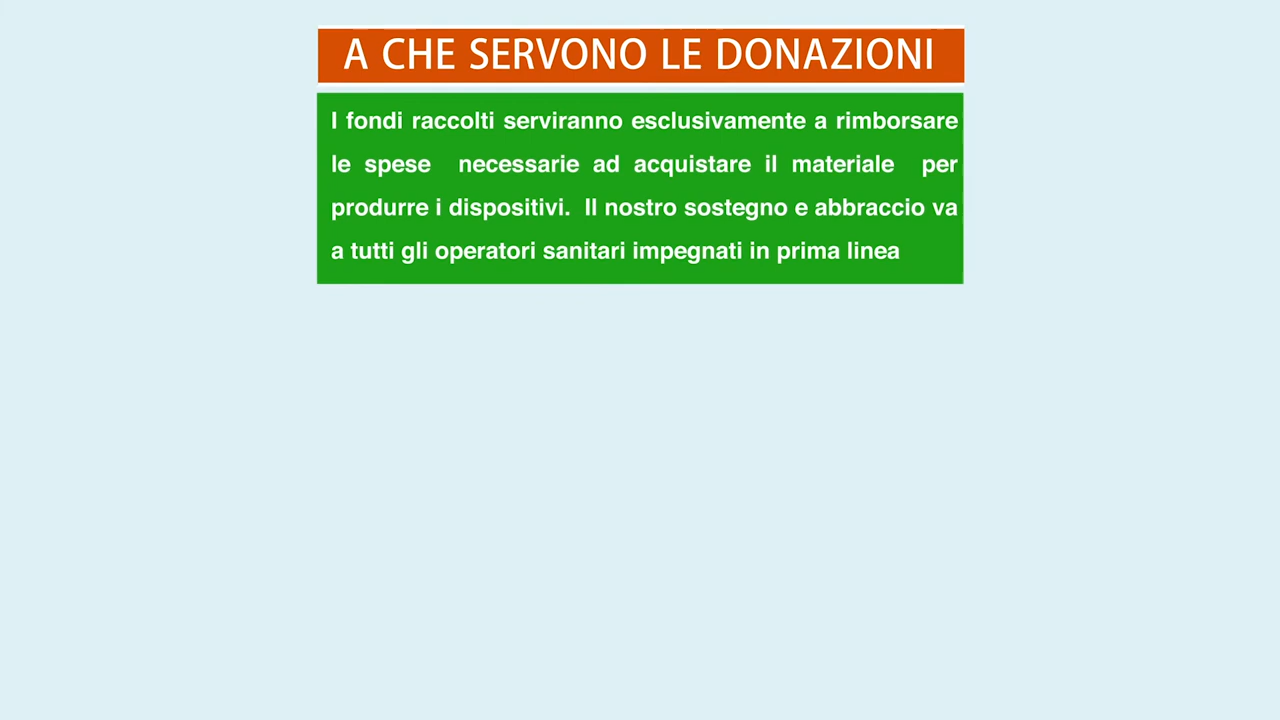 A CHE SERVONO LE DONAZIONI
I fondi raccolti serviranno esclusivamente a rimborsare
le spese necessarie ad acquistare il materiale per
produrre i dispositivi. Il nostro sostegno e abbraccio va
a tutti gli operatori sanitari impegnati in prima linea